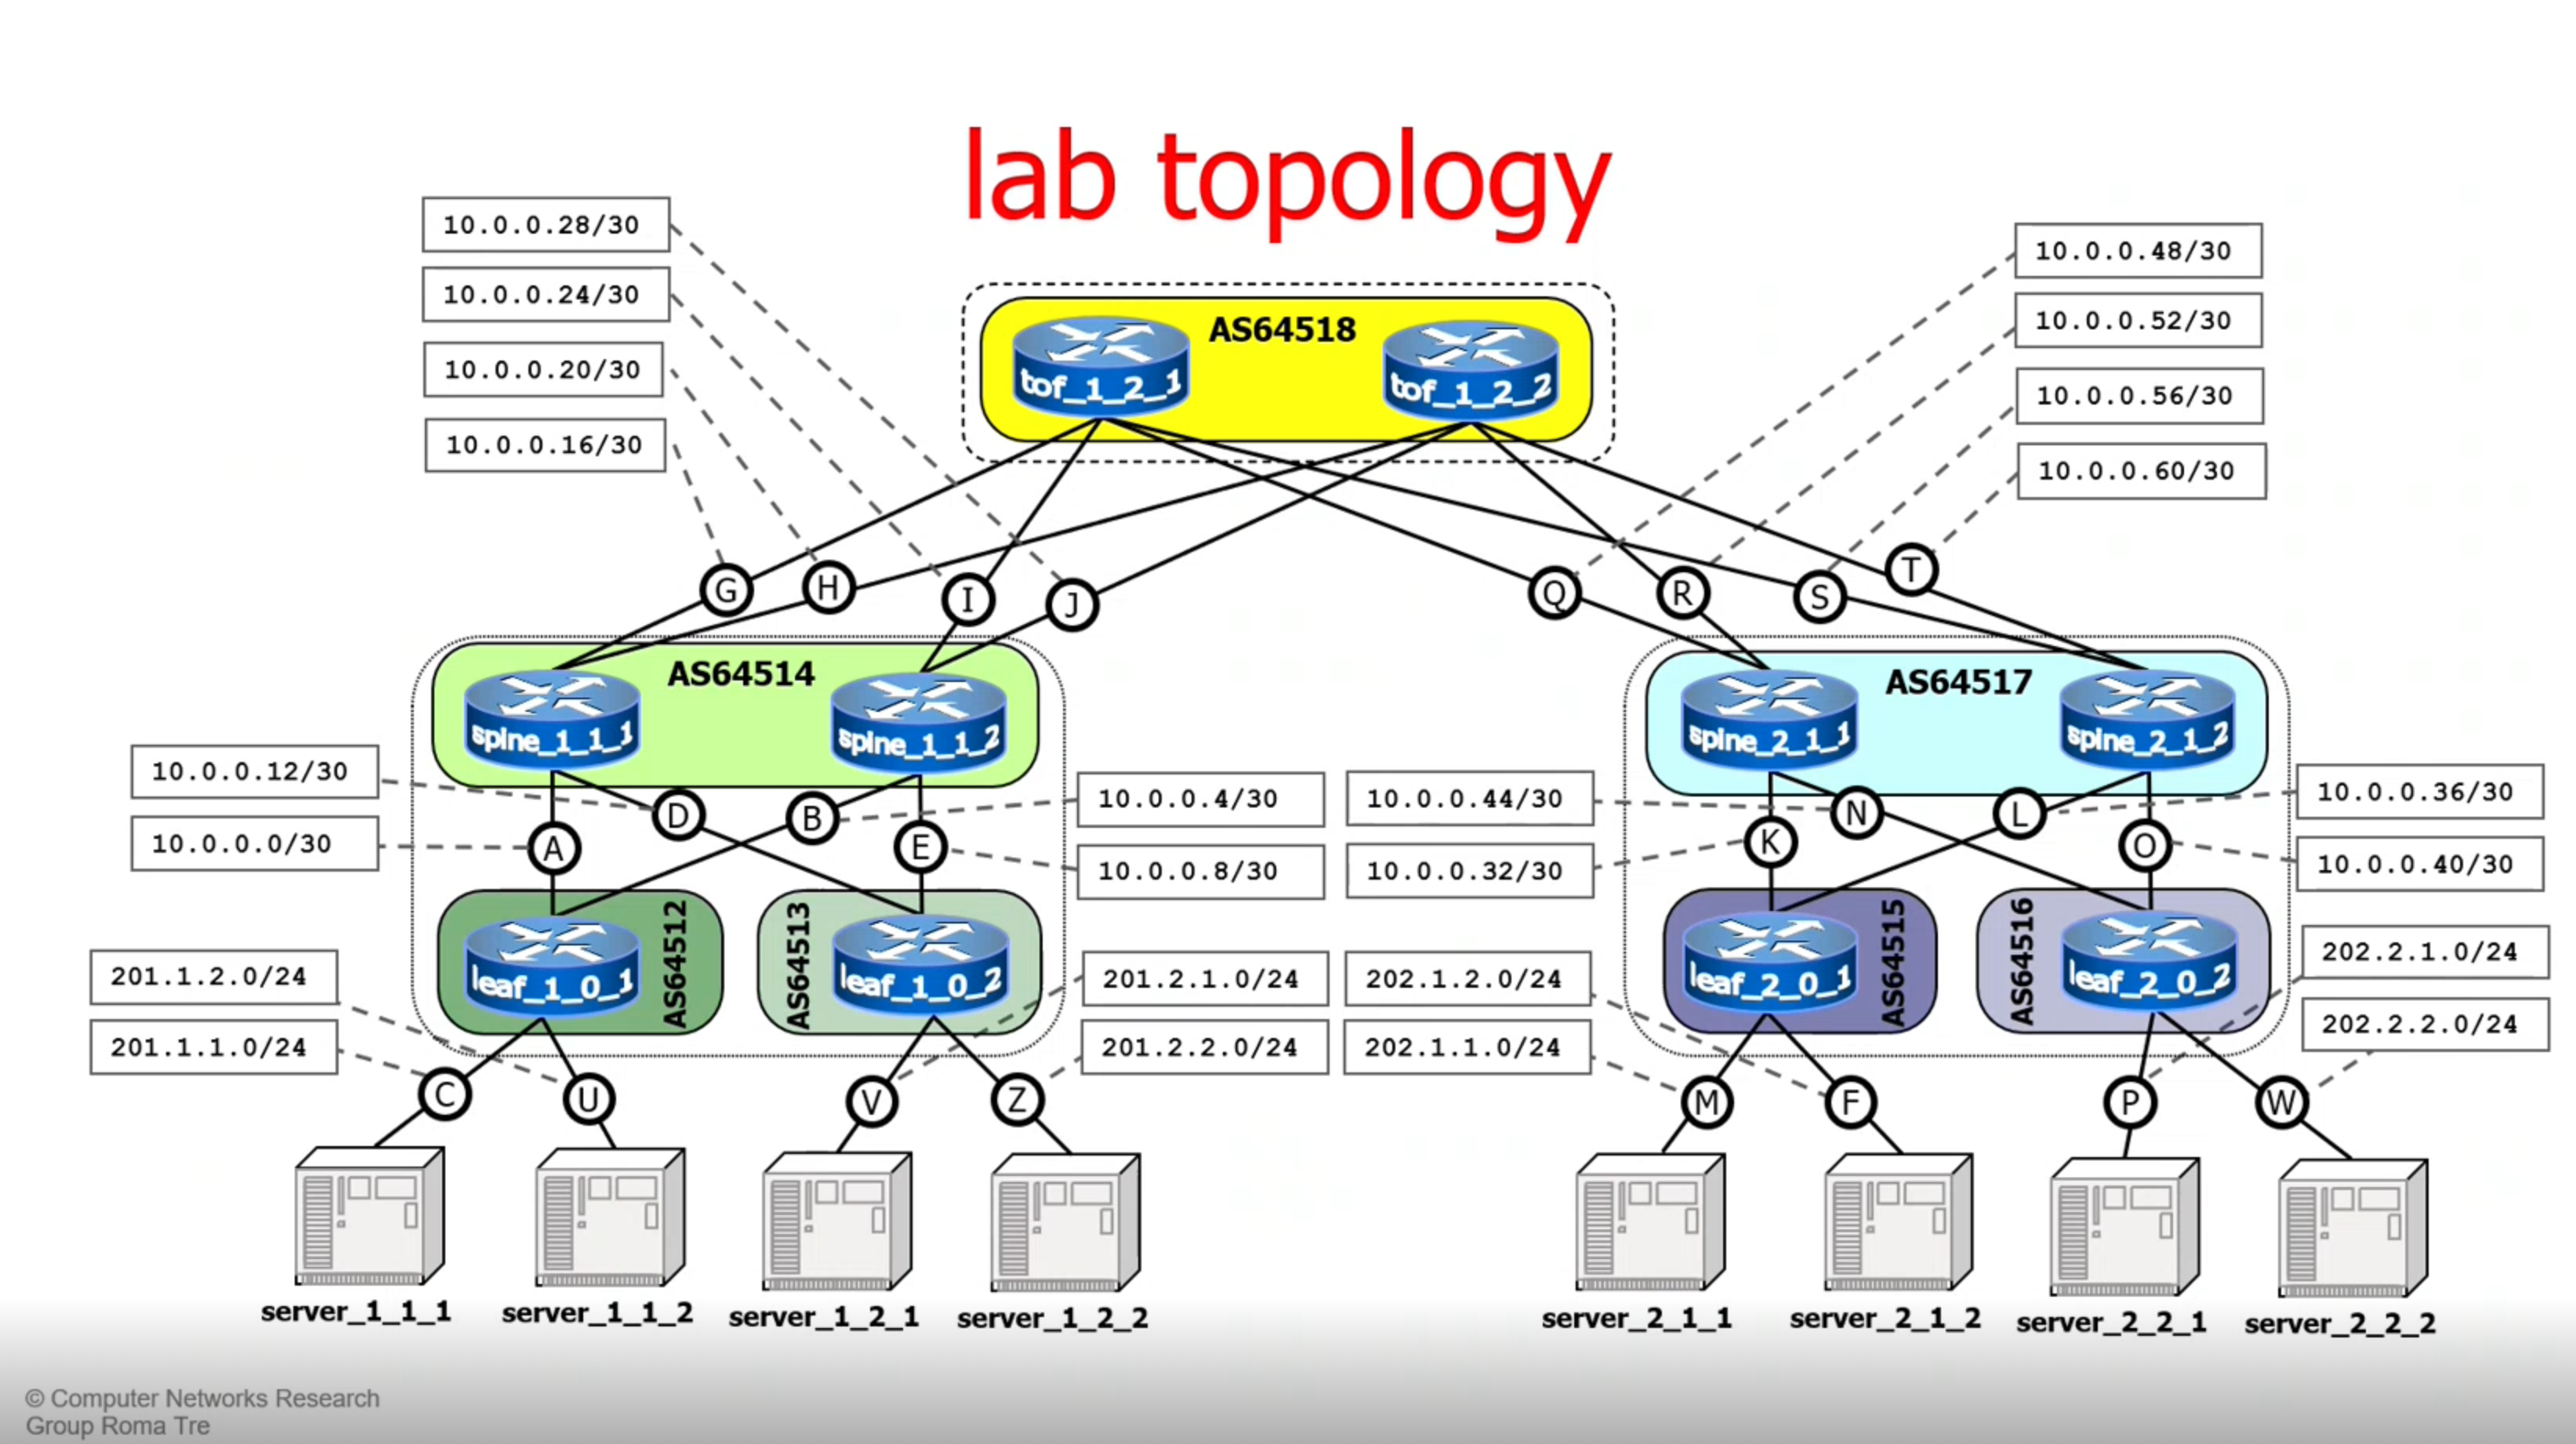 lab topology
10.0.0.28/30
10.0.0.24/30
10.0.0.20/30
10.0.0.16/30
10.0.0.48/30
10.0.0.52/30
10.0.0.56/30
10.0.0.60/30
AS64518
tof_1_2_1
tof_1_2_2
G
H
I
J
Q
R
S
T
AS64514
spine_1_1_1
spine_1_1_2
AS64517
spine_2_1_1
spine_2_1_2
10.0.0.12/30
10.0.0.0/30
D
B
A
E
10.0.0.4/30
10.0.0.8/30
10.0.0.44/30
10.0.0.32/30
N
L
K
O
10.0.0.36/30
10.0.0.40/30
leaf_1_0_1
AS64512
AS64513
leaf_1_0_2
leaf_2_0_1
AS64515
AS64516
leaf_2_0_2
201.1.2.0/24
201.1.1.0/24
201.2.1.0/24
201.2.2.0/24
202.1.2.0/24
202.1.1.0/24
202.2.1.0/24
202.2.2.0/24
C
U
V
Z
M
F
P
W
server_1_1_1
server_1_1_2
server_1_2_1
server_1_2_2
server_2_1_1
server_2_1_2
server_2_2_1
server_2_2_2
© Computer Networks Research
Group Roma Tre